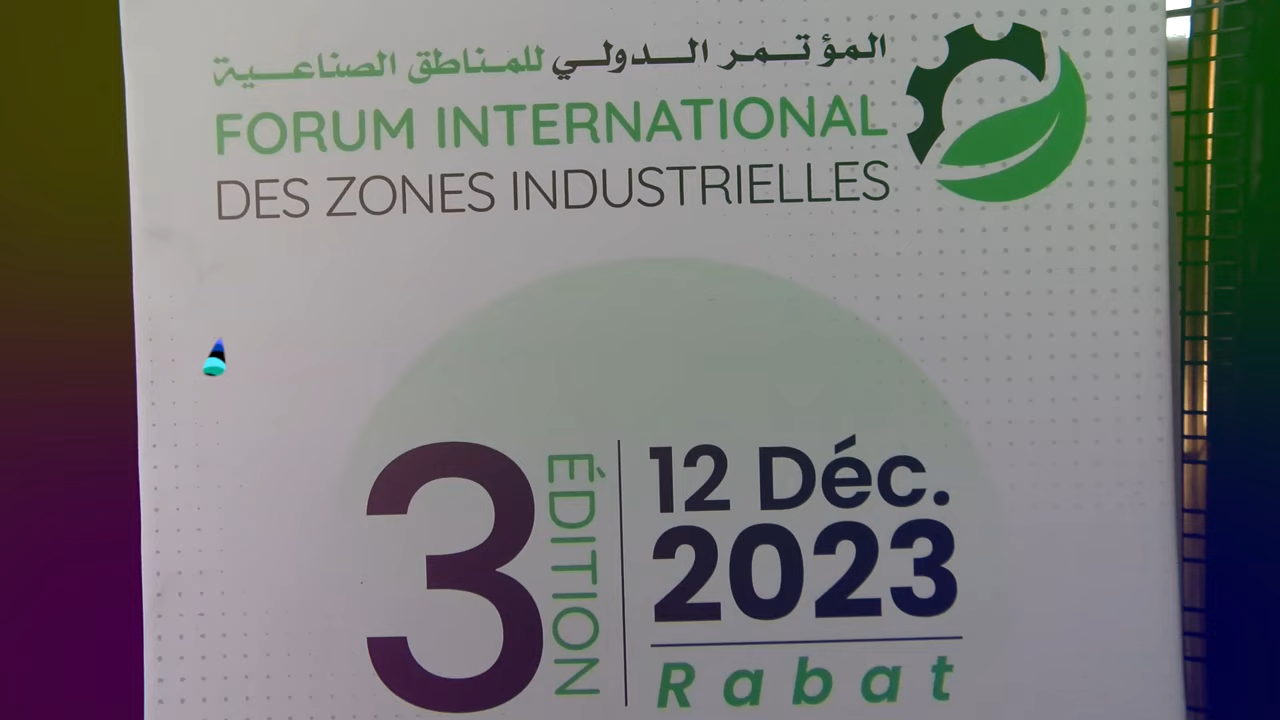 المؤتمر الدولي للمناطق الصناعية
FORUM INTERNATIONAL
DES ZONES INDUSTRIELLES
3
ÉDITION
12 Déc.
2023
Rabat